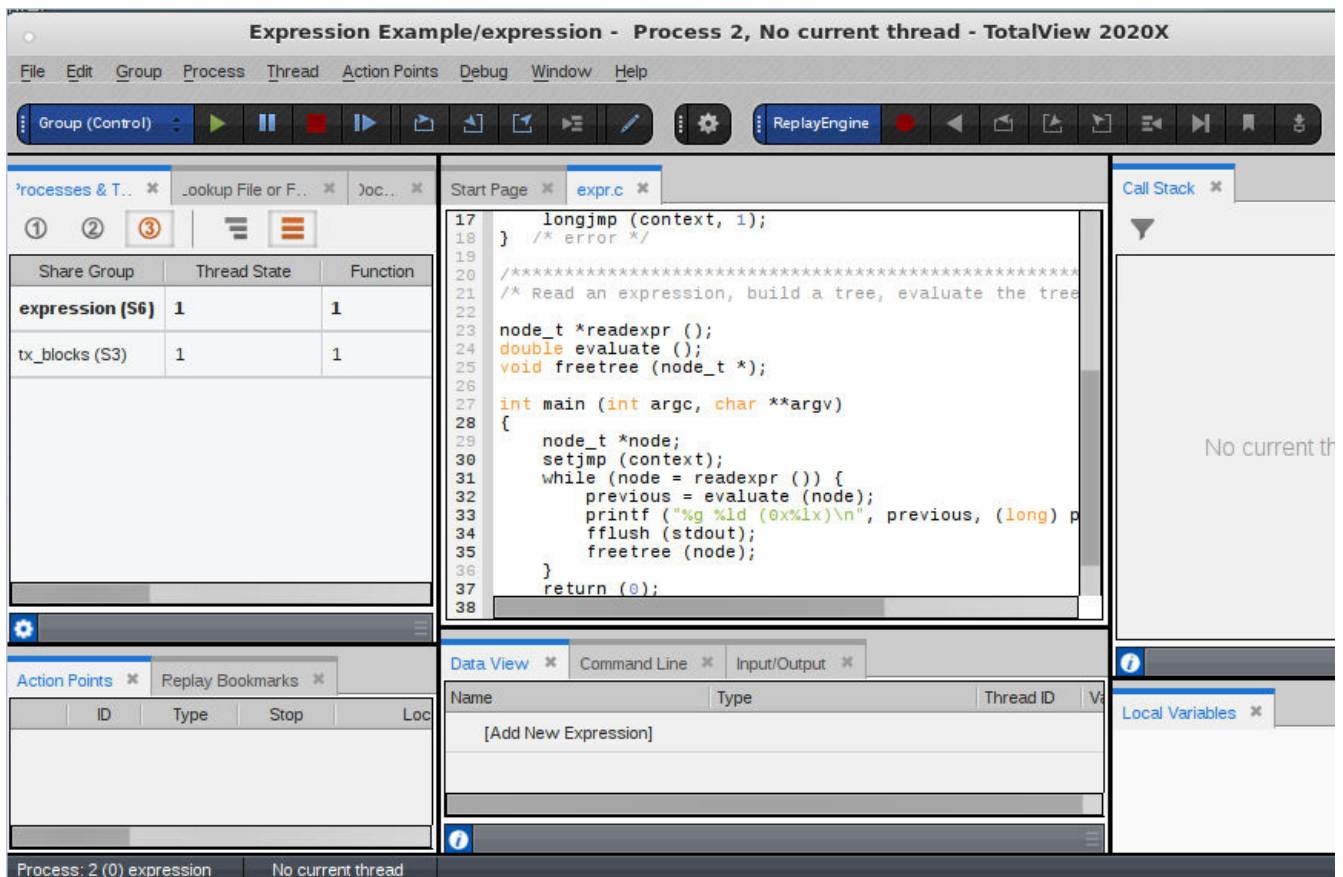 Expression Example/expression - Process 2, No current thread - TotalView 2020X
File Edit Group Process Thread Action Points Debug Window Help
Group (Control) ReplayEngine
Processes & T.. Lookup File or F..
Start Page expr.c
Call Stack
1 2 3
Share Group Thread State Function
expression (S6) 1 1
tx_blocks (S3) 1 1
17 longjmp (context, 1);
18 } /* error */
19
20 /******************************************************
21 /* Read an expression, build a tree, evaluate the tree
22
23 node_t *readexpr ();
24 double evaluate ();
25 void freetree (node_t *);
26
27 int main (int argc, char **argv)
28 {
29 node_t *node;
30 setjmp (context);
31 while (node = readexpr ()) {
32 previous = evaluate (node);
33 printf ("%g %ld (0x%lx)\n", previous, (long) p
34 fflush (stdout);
35 freetree (node);
36 }
37 return (0);
38
No current th
Action Points Replay Bookmarks
ID Type Stop Loc
Data View Command Line Input/Output
Name Type Thread ID Va
[Add New Expression]
Local Variables
Process: 2 (0) expression No current thread